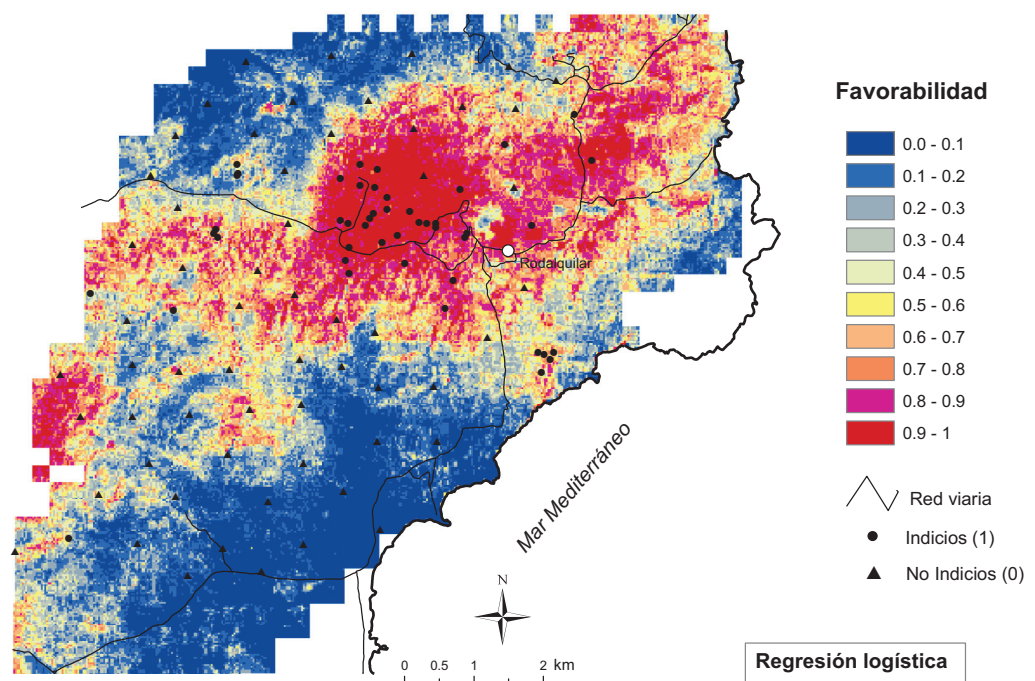 Favorabilidad
0.0 - 0.1
0.1 - 0.2
0.2 - 0.3
0.3 - 0.4
0.4 - 0.5
0.5 - 0.6
0.6 - 0.7
0.7 - 0.8
0.8 - 0.9
0.9 - 1
Red viaria
Indicios (1)
No Indicios (0)
Rodalquilar
Mar Mediterráneo
N
0 0.5 1 2 km
Regresión logística